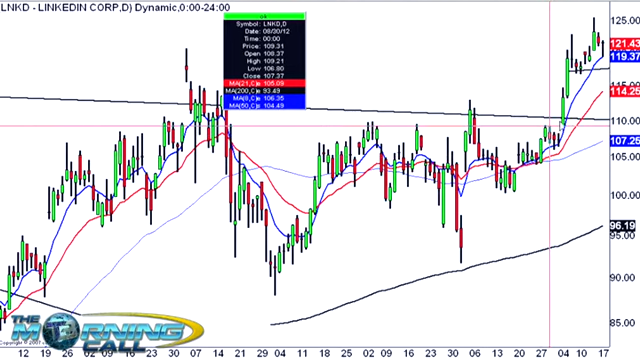 LNKD - LINKEDIN CORP,D) Dynamic,0:00-24:00
Symbol: LNKD,D
Date: 08/30/12
Time: 00:00
Price: 109.31
Open: 109.37
High: 109.21
Low: 106.80
Close: 107.37
MA(21,C)= 105.09
MA(200,C)= 93.49
MA(8,C)= 106.35
MA(50,C)= 104.49
125.00
121.43
119.37
114.25
110.00
107.25
105.00
100.00
96.19
95.00
90.00
85.00
THE MORNING CALL
12 19 26 02 09 16 23 30 07 14 21 29 04 11 18 25 02 09 16 23 30 06 13 20 27 04 10 17